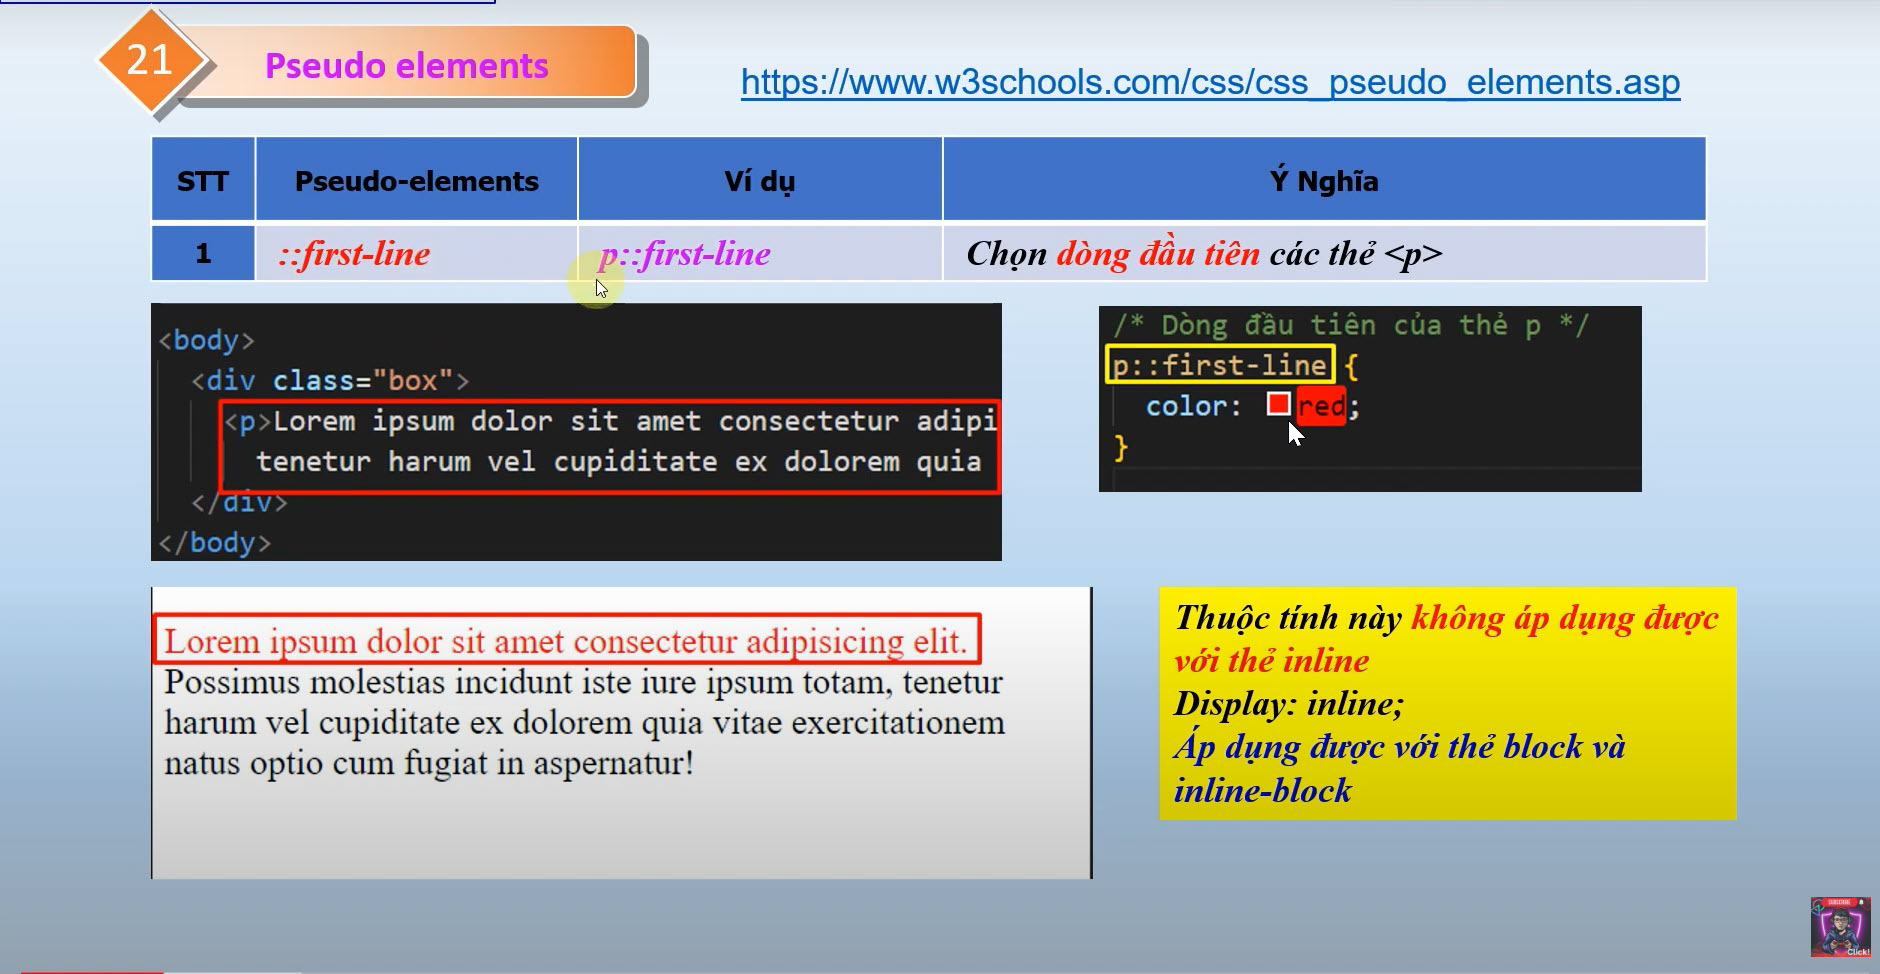 21
Pseudo elements
https://www.w3schools.com/css/css_pseudo_elements.asp
STT Pseudo-elements Ví dụ Ý Nghĩa
1 ::first-line p::first-line Chọn dòng đầu tiên các thẻ <p>
<body>
<div class="box">
<p>Lorem ipsum dolor sit amet consectetur adipi
tenetur harum vel cupiditate ex dolorem quia
</div>
</body>
/* Dòng đầu tiên của thẻ p */
p::first-line {
color: red;
}
Lorem ipsum dolor sit amet consectetur adipisicing elit.
Possimus molestias incidunt iste iure ipsum totam, tenetur
harum vel cupiditate ex dolorem quia vitae exercitationem
natus optio cum fugiat in aspernatur!
Thuộc tính này không áp dụng được
với thẻ inline
Display: inline;
Áp dụng được với thẻ block và
inline-block
SUBSCRIBE
Click!